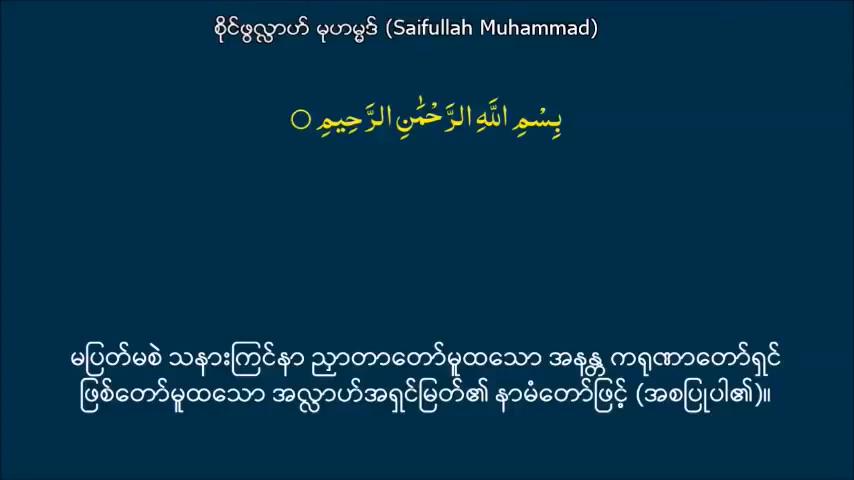 စိုင်ဖွလ္လာဟ် မုဟမ္မဒ် (Saifullah Muhammad)
بِسْمِ اللَّهِ الرَّحْمَٰنِ الرَّحِيمِ ۝
မပြတ်မစဲ သနားကြင်နာ ညှာတာတော်မူထသော အနန္တ ကရုဏာတော်ရှင်
ဖြစ်တော်မူထသော အလ္လာဟ်အရှင်မြတ်၏ နာမံတော်ဖြင့် (အစပြုပါ၏)။